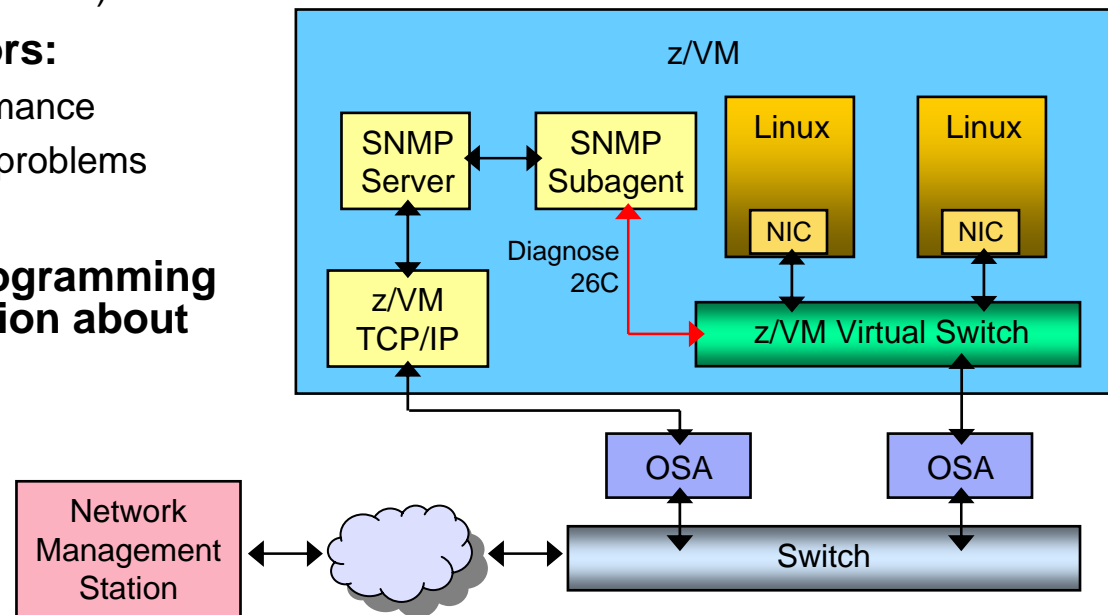 ors:
mance
problems
ogramming
ion about
z/VM
SNMP
Server
SNMP
Subagent
Linux
Linux
NIC
NIC
Diagnose
26C
z/VM
TCP/IP
z/VM Virtual Switch
OSA
OSA
Network
Management
Station
Switch